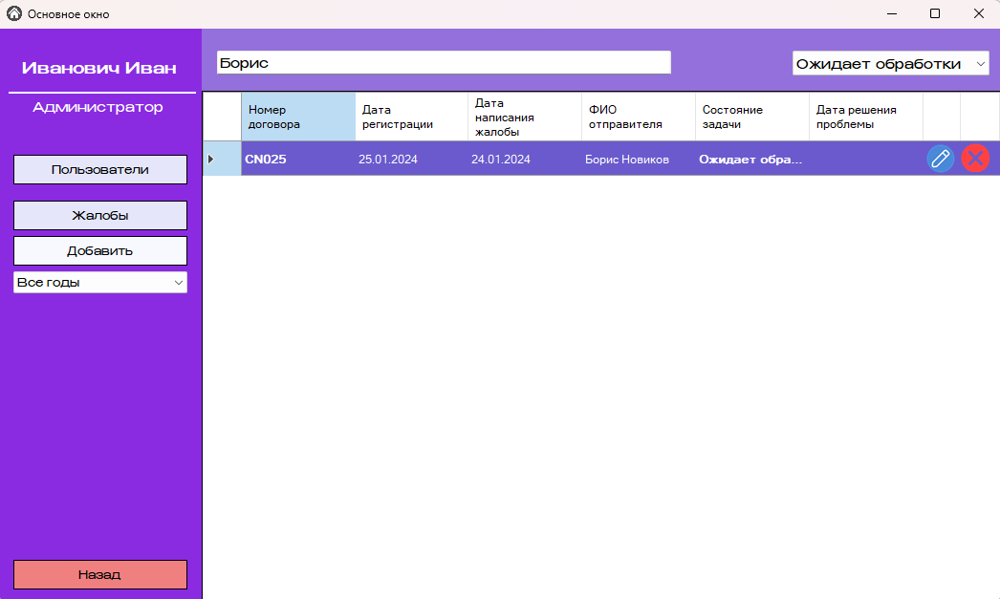 Основное окно
Иванович Иван
Администратор
Пользователи
Жалобы
Добавить
Все годы
Назад
Борис
Ожидает обработки
Номер
договора
Дата
регистрации
Дата
написания
жалобы
ФИО
отправителя
Состояние
задачи
Дата решения
проблемы
CN025 25.01.2024 24.01.2024 Борис Новиков Ожидает обра...